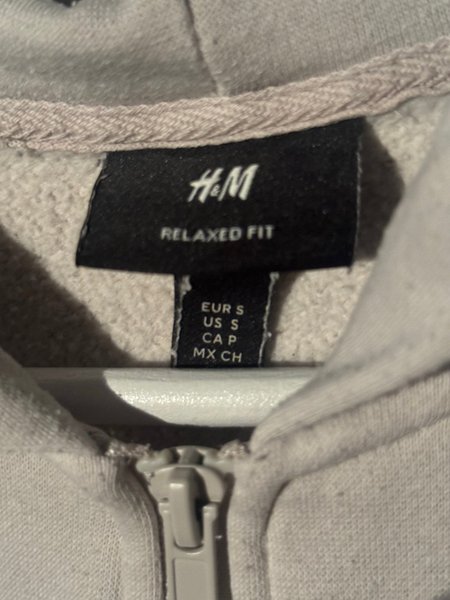 H&M
RELAXED FIT
EUR S
US S
CA P
MX CH